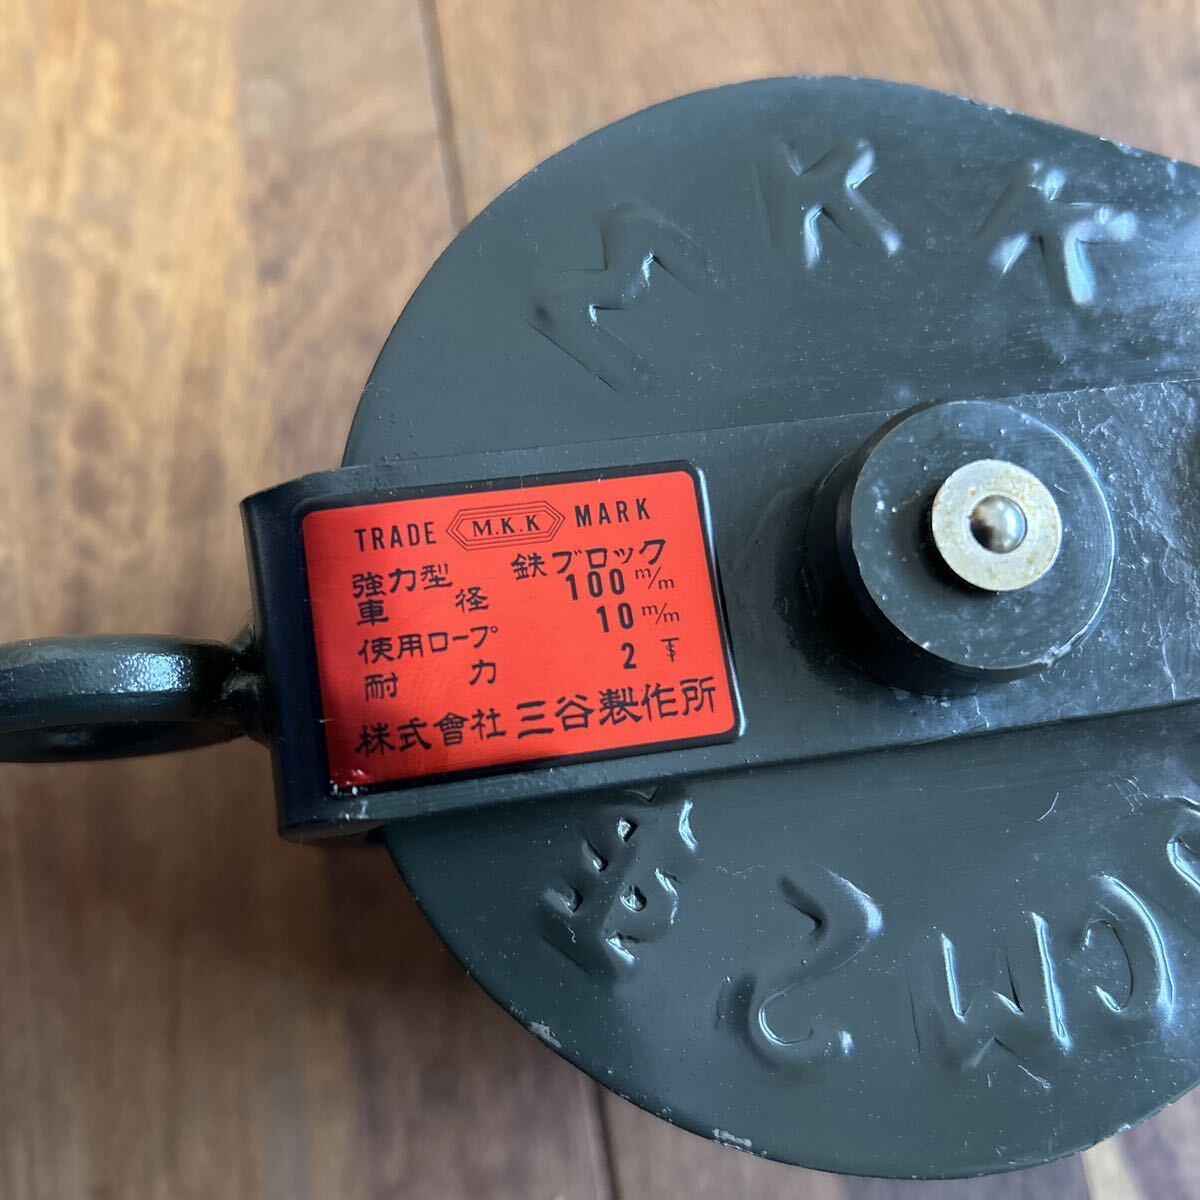 MKK
TRADE M.K.K MARK
強力型 鉄ブロック
車径 100 m/m
使用ロープ 10 m/m
耐力 2 T
株式會社 三谷製作所